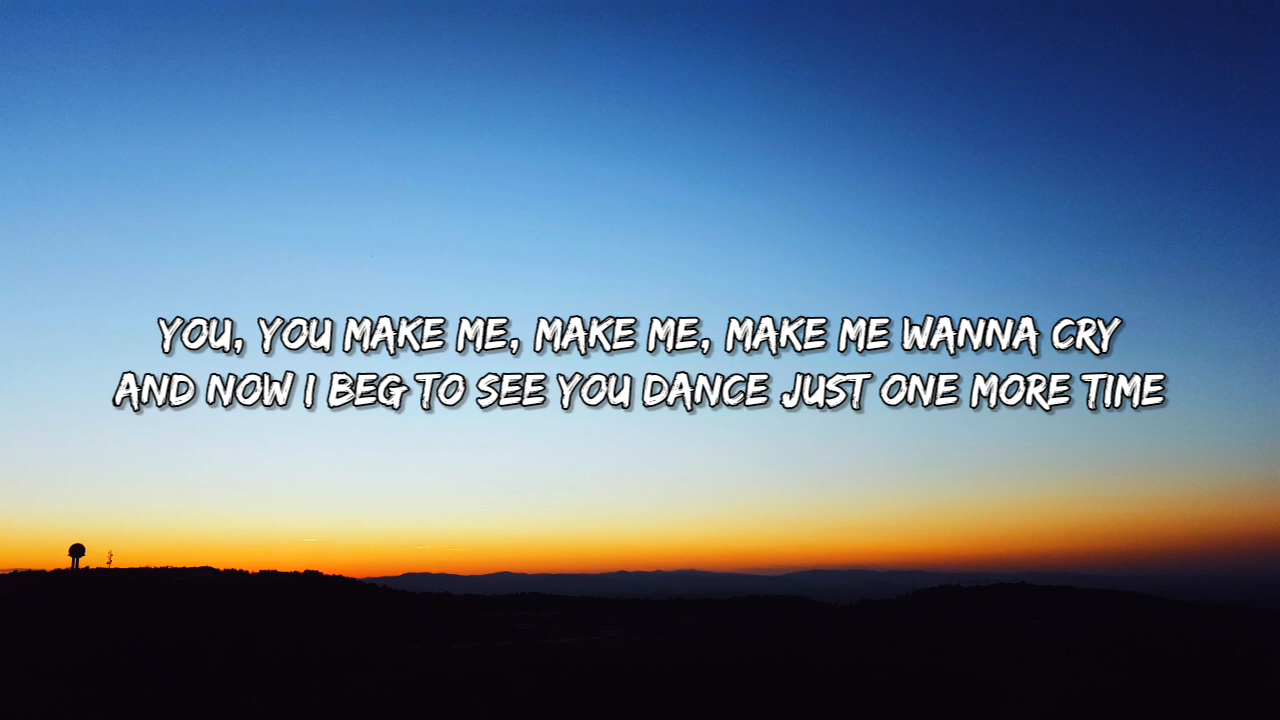 YOU, YOU MAKE ME, MAKE ME, MAKE ME WANNA CRY
AND NOW I BEG TO SEE YOU DANCE JUST ONE MORE TIME